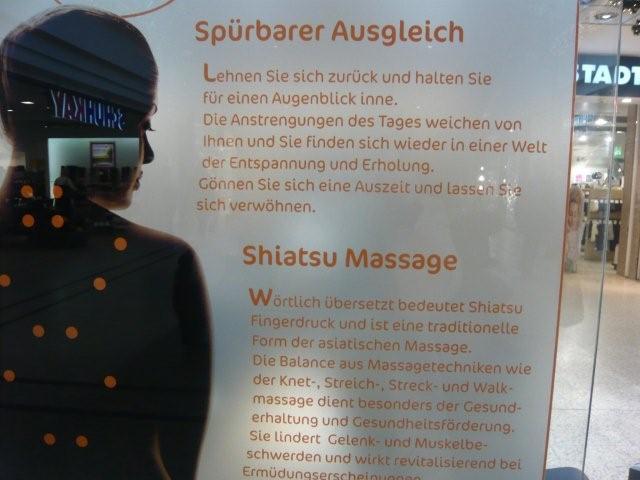 Spürbarer Ausgleich
Lehnen Sie sich zurück und halten Sie
für einen Augenblick inne.
Die Anstrengungen des Tages weichen von
Ihnen und Sie finden sich wieder in einer Welt
der Entspannung und Erholung.
Gönnen Sie sich eine Auszeit und lassen Sie
sich verwöhnen.
Shiatsu Massage
Wörtlich übersetzt bedeutet Shiatsu
Fingerdruck und ist eine traditionelle
Form der asiatischen Massage.
Die Balance aus Massagetechniken wie
der Knet-, Streich-, Streck- und Walk-
massage dient besonders der Gesund-
erhaltung und Gesundheitsförderung.
Sie lindert Gelenk- und Muskelbe-
schwerden und wirkt revitalisierend bei
Ermüdungserscheinungen
STADT